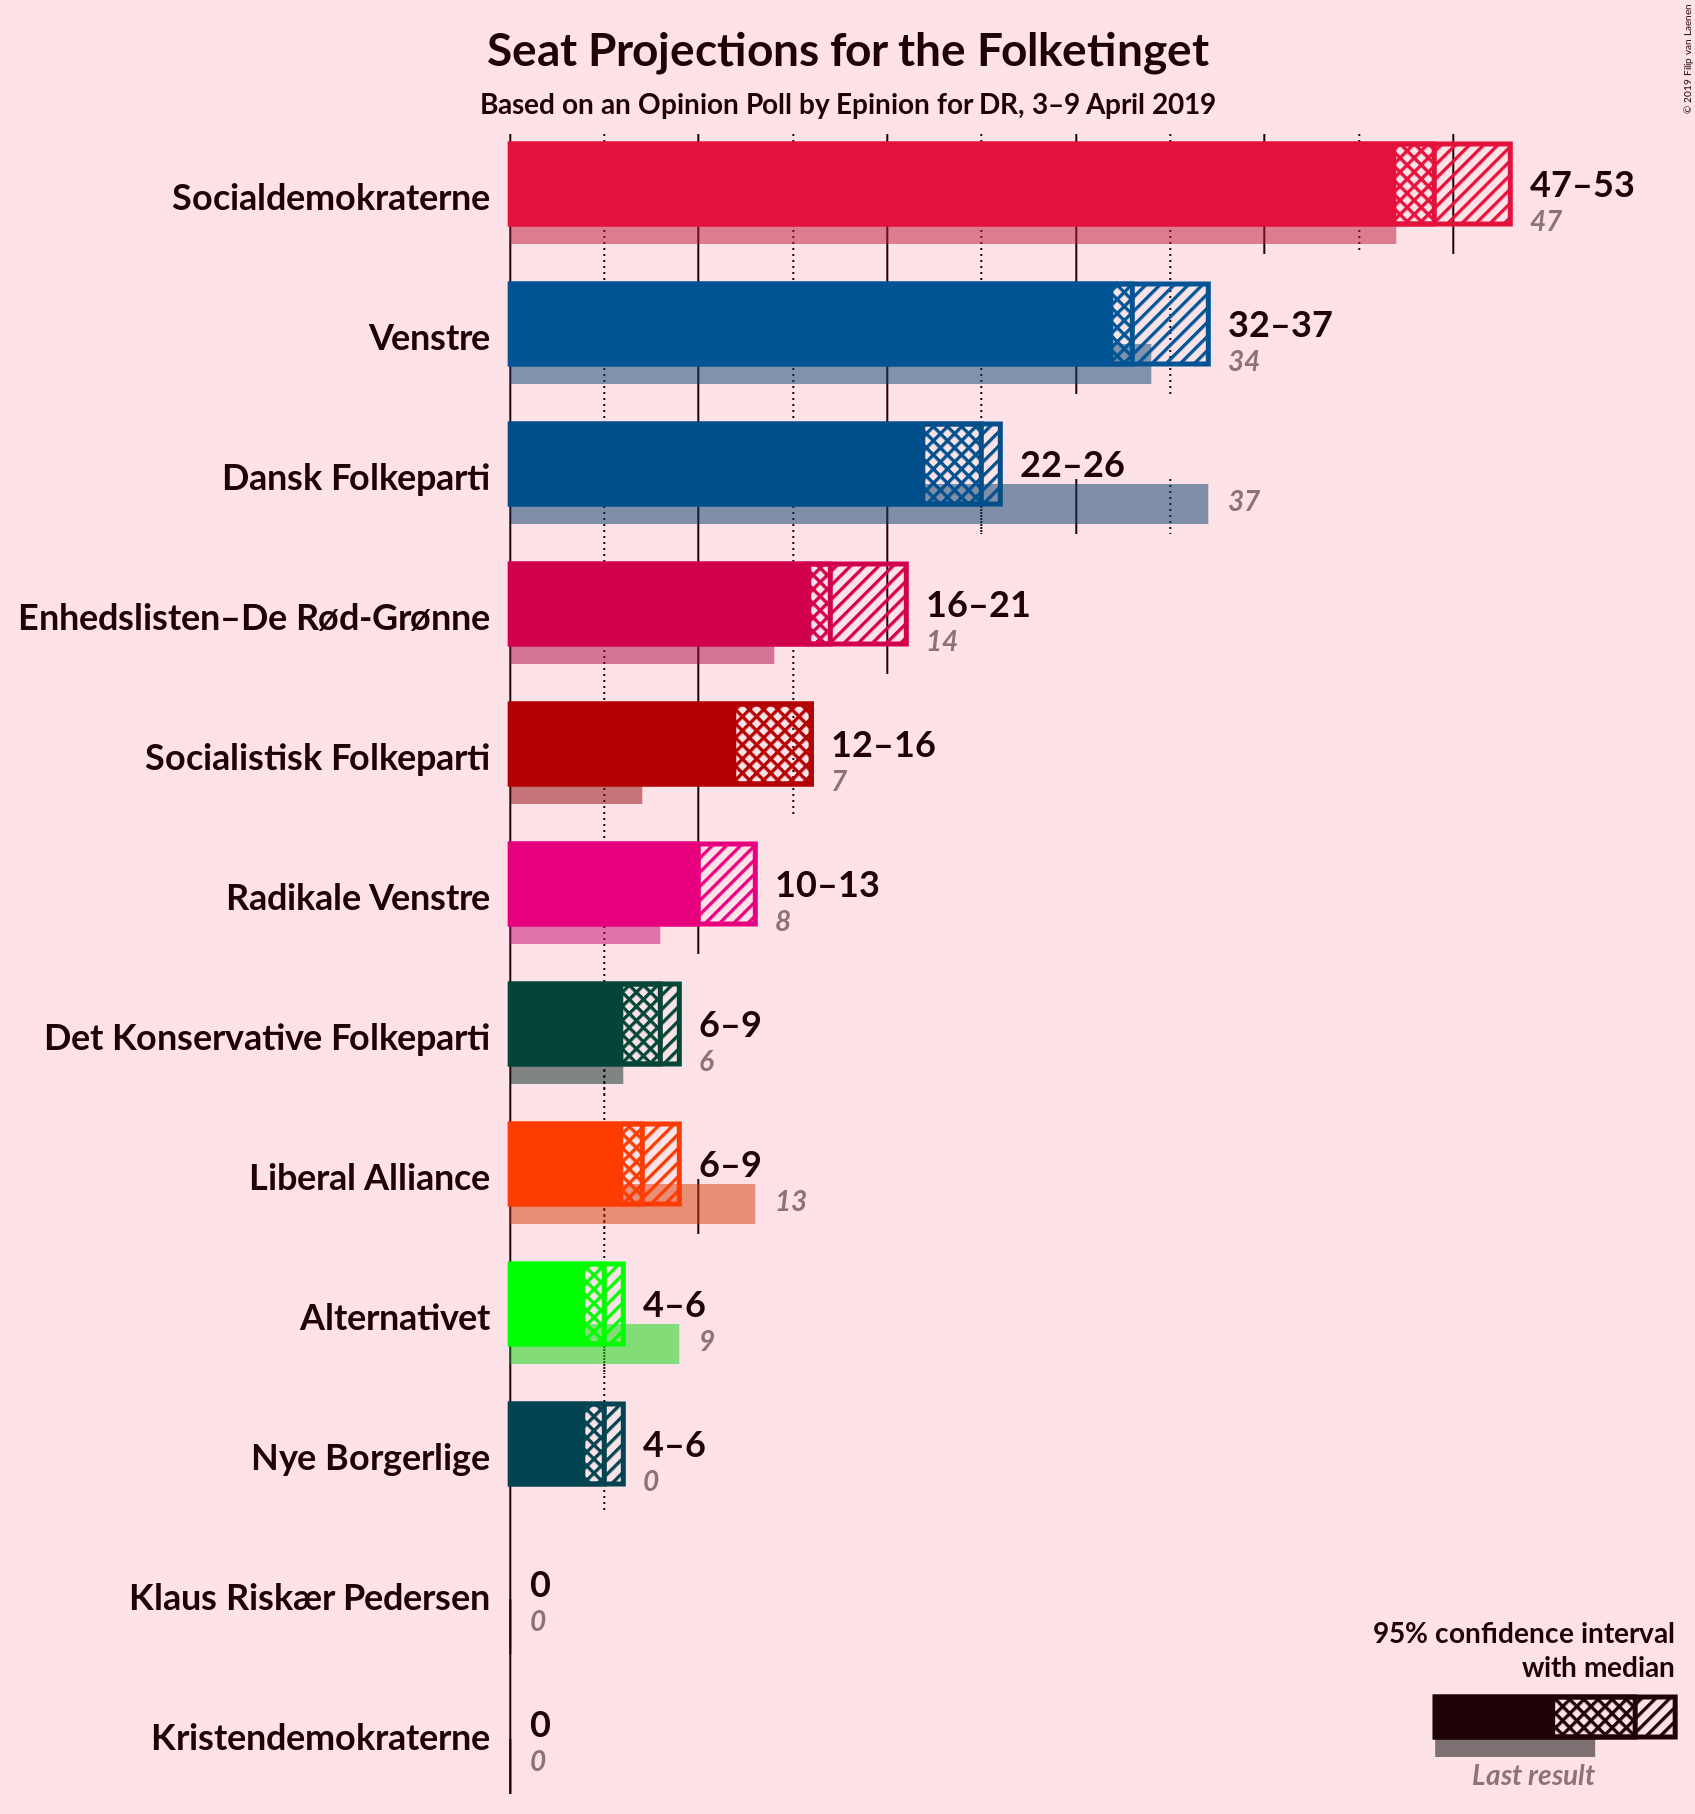 Seat Projections for the Folketinget
Based on an Opinion Poll by Epinion for DR, 3–9 April 2019
© 2019 Filip van Laenen
Socialdemokraterne
47–53
47
Venstre
32–37
34
Dansk Folkeparti
22–26
37
Enhedslisten–De Rød-Grønne
16–21
14
Socialistisk Folkeparti
12–16
7
Radikale Venstre
10–13
8
Det Konservative Folkeparti
6–9
6
Liberal Alliance
6–9
13
Alternativet
4–6
9
Nye Borgerlige
4–6
0
Klaus Riskær Pedersen
0
0
Kristendemokraterne
0
0
95% confidence interval
with median
Last result